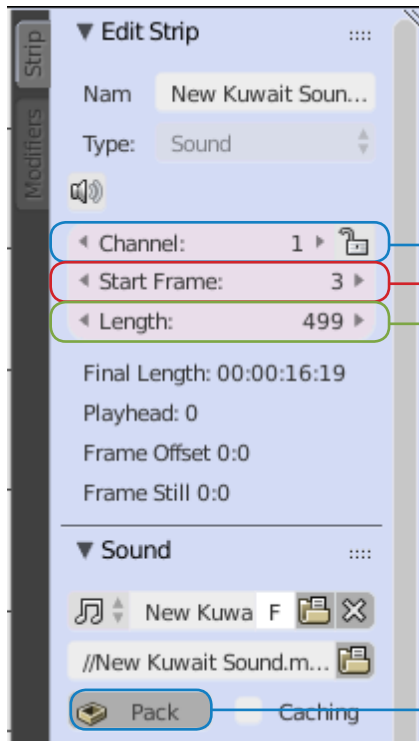 Strip
Modifiers
Edit Strip
Nam New Kuwait Soun...
Type: Sound
Channel: 1
Start Frame: 3
Length: 499
Final Length: 00:00:16:19
Playhead: 0
Frame Offset 0:0
Frame Still 0:0
Sound
New Kuwa F
//New Kuwait Sound.m...
Pack Caching